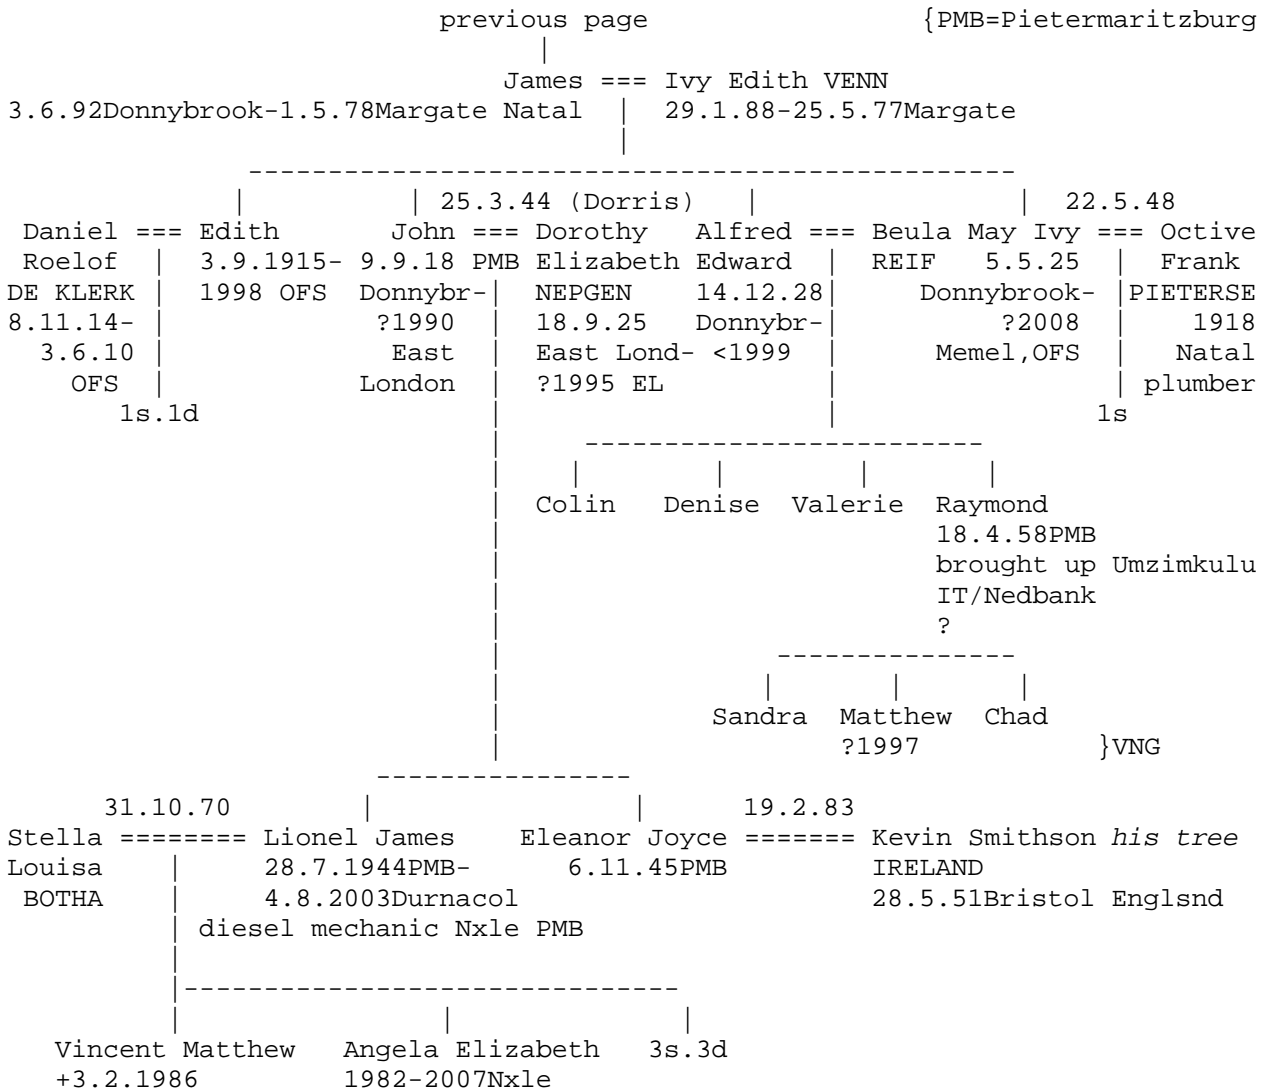 previous page                 {PMB=Pietermaritzburg
|
James === Ivy Edith VENN
3.6.92Donnybrook-1.5.78Margate Natal  |  29.1.88-25.5.77Margate
|
------------------------------------------------
|          | 25.3.44 (Dorris)   |                |  22.5.48
Daniel === Edith       John === Dorothy   Alfred === Beula May Ivy === Octive
Roelof  |  3.9.1915- 9.9.18 PMB Elizabeth Edward  |  REIF   5.5.25  |  Frank
DE KLERK |  1998 OFS  Donnybr-|  NEPGEN    14.12.28|     Donnybrook- |PIETERSE
8.11.14- |             ?1990  |  18.9.25   Donnybr-|          ?2008  |    1918
3.6.10 |              East  |  East Lond- <1999  |      Memel,OFS  |   Natal
OFS  |            London  |  ?1995 EL          |                 | plumber
1s.1d                  |                    |                1s
|     -------------------------
|    |        |        |       |
|  Colin   Denise  Valerie  Raymond
|                           18.4.58PMB
|                           brought up Umzimkulu
|                           IT/Nedbank
|                           ?
|                 ---------------
|                |       |       |
|             Sandra  Matthew  Chad
|                     ?1997           }VNG
----------------
31.10.70        |                |      19.2.83
Stella ======== Lionel James    Eleanor Joyce ======= Kevin Smithson his tree
Louisa    |     28.7.1944PMB-      6.11.45PMB         IRELAND
BOTHA    |     4.8.2003Durnacol                      28.5.51Bristol Englsnd
| diesel mechanic Nxle PMB
|
|-------------------------------
|                |              |
Vincent Matthew   Angela Elizabeth   3s.3d
+3.2.1986         1982-2007Nxle